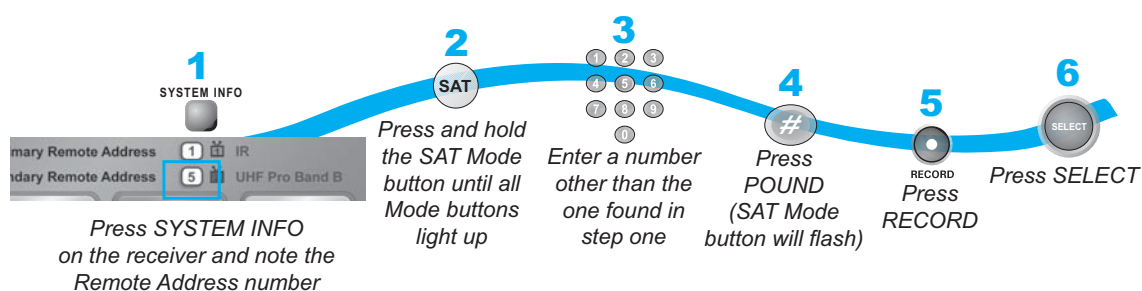 1
SYSTEM INFO
mary Remote Address 1 IR
ndary Remote Address 5 UHF Pro Band B
Press SYSTEM INFO
on the receiver and note the
Remote Address number
2
SAT
Press and hold
the SAT Mode
button until all
Mode buttons
light up
3
1 2 3
4 5 6
7 8 9
0
Enter a number
other than the
one found in
step one
4
#
Press
POUND
(SAT Mode
button will flash)
5
RECORD
Press
RECORD
6
SELECT
Press SELECT